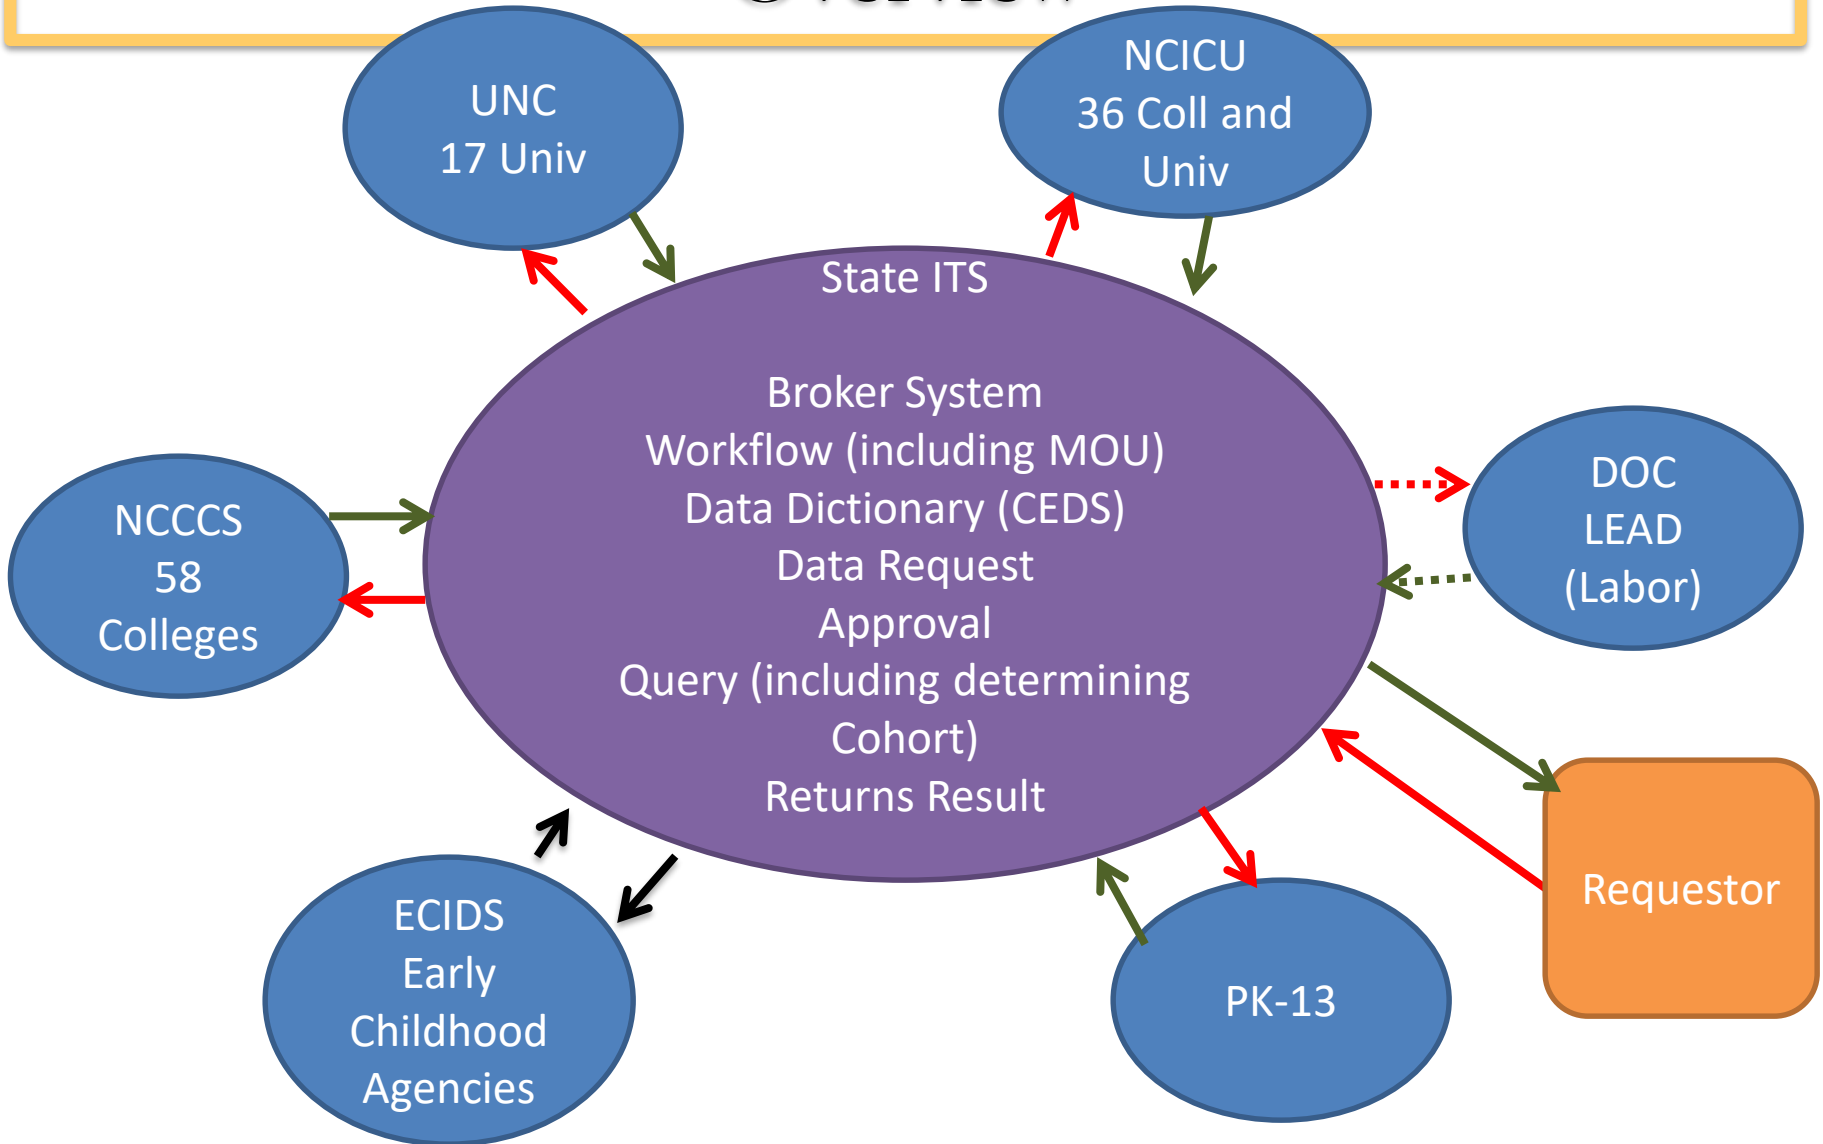 UNC
17 Univ
NCICU
36 Coll and
Univ
State ITS
Broker System
Workflow (including MOU)
Data Dictionary (CEDS)
Data Request
Approval
Query (including determining
Cohort)
Returns Result
NCCCS
58
Colleges
DOC
LEAD
(Labor)
ECIDS
Early
Childhood
Agencies
PK-13
Requestor